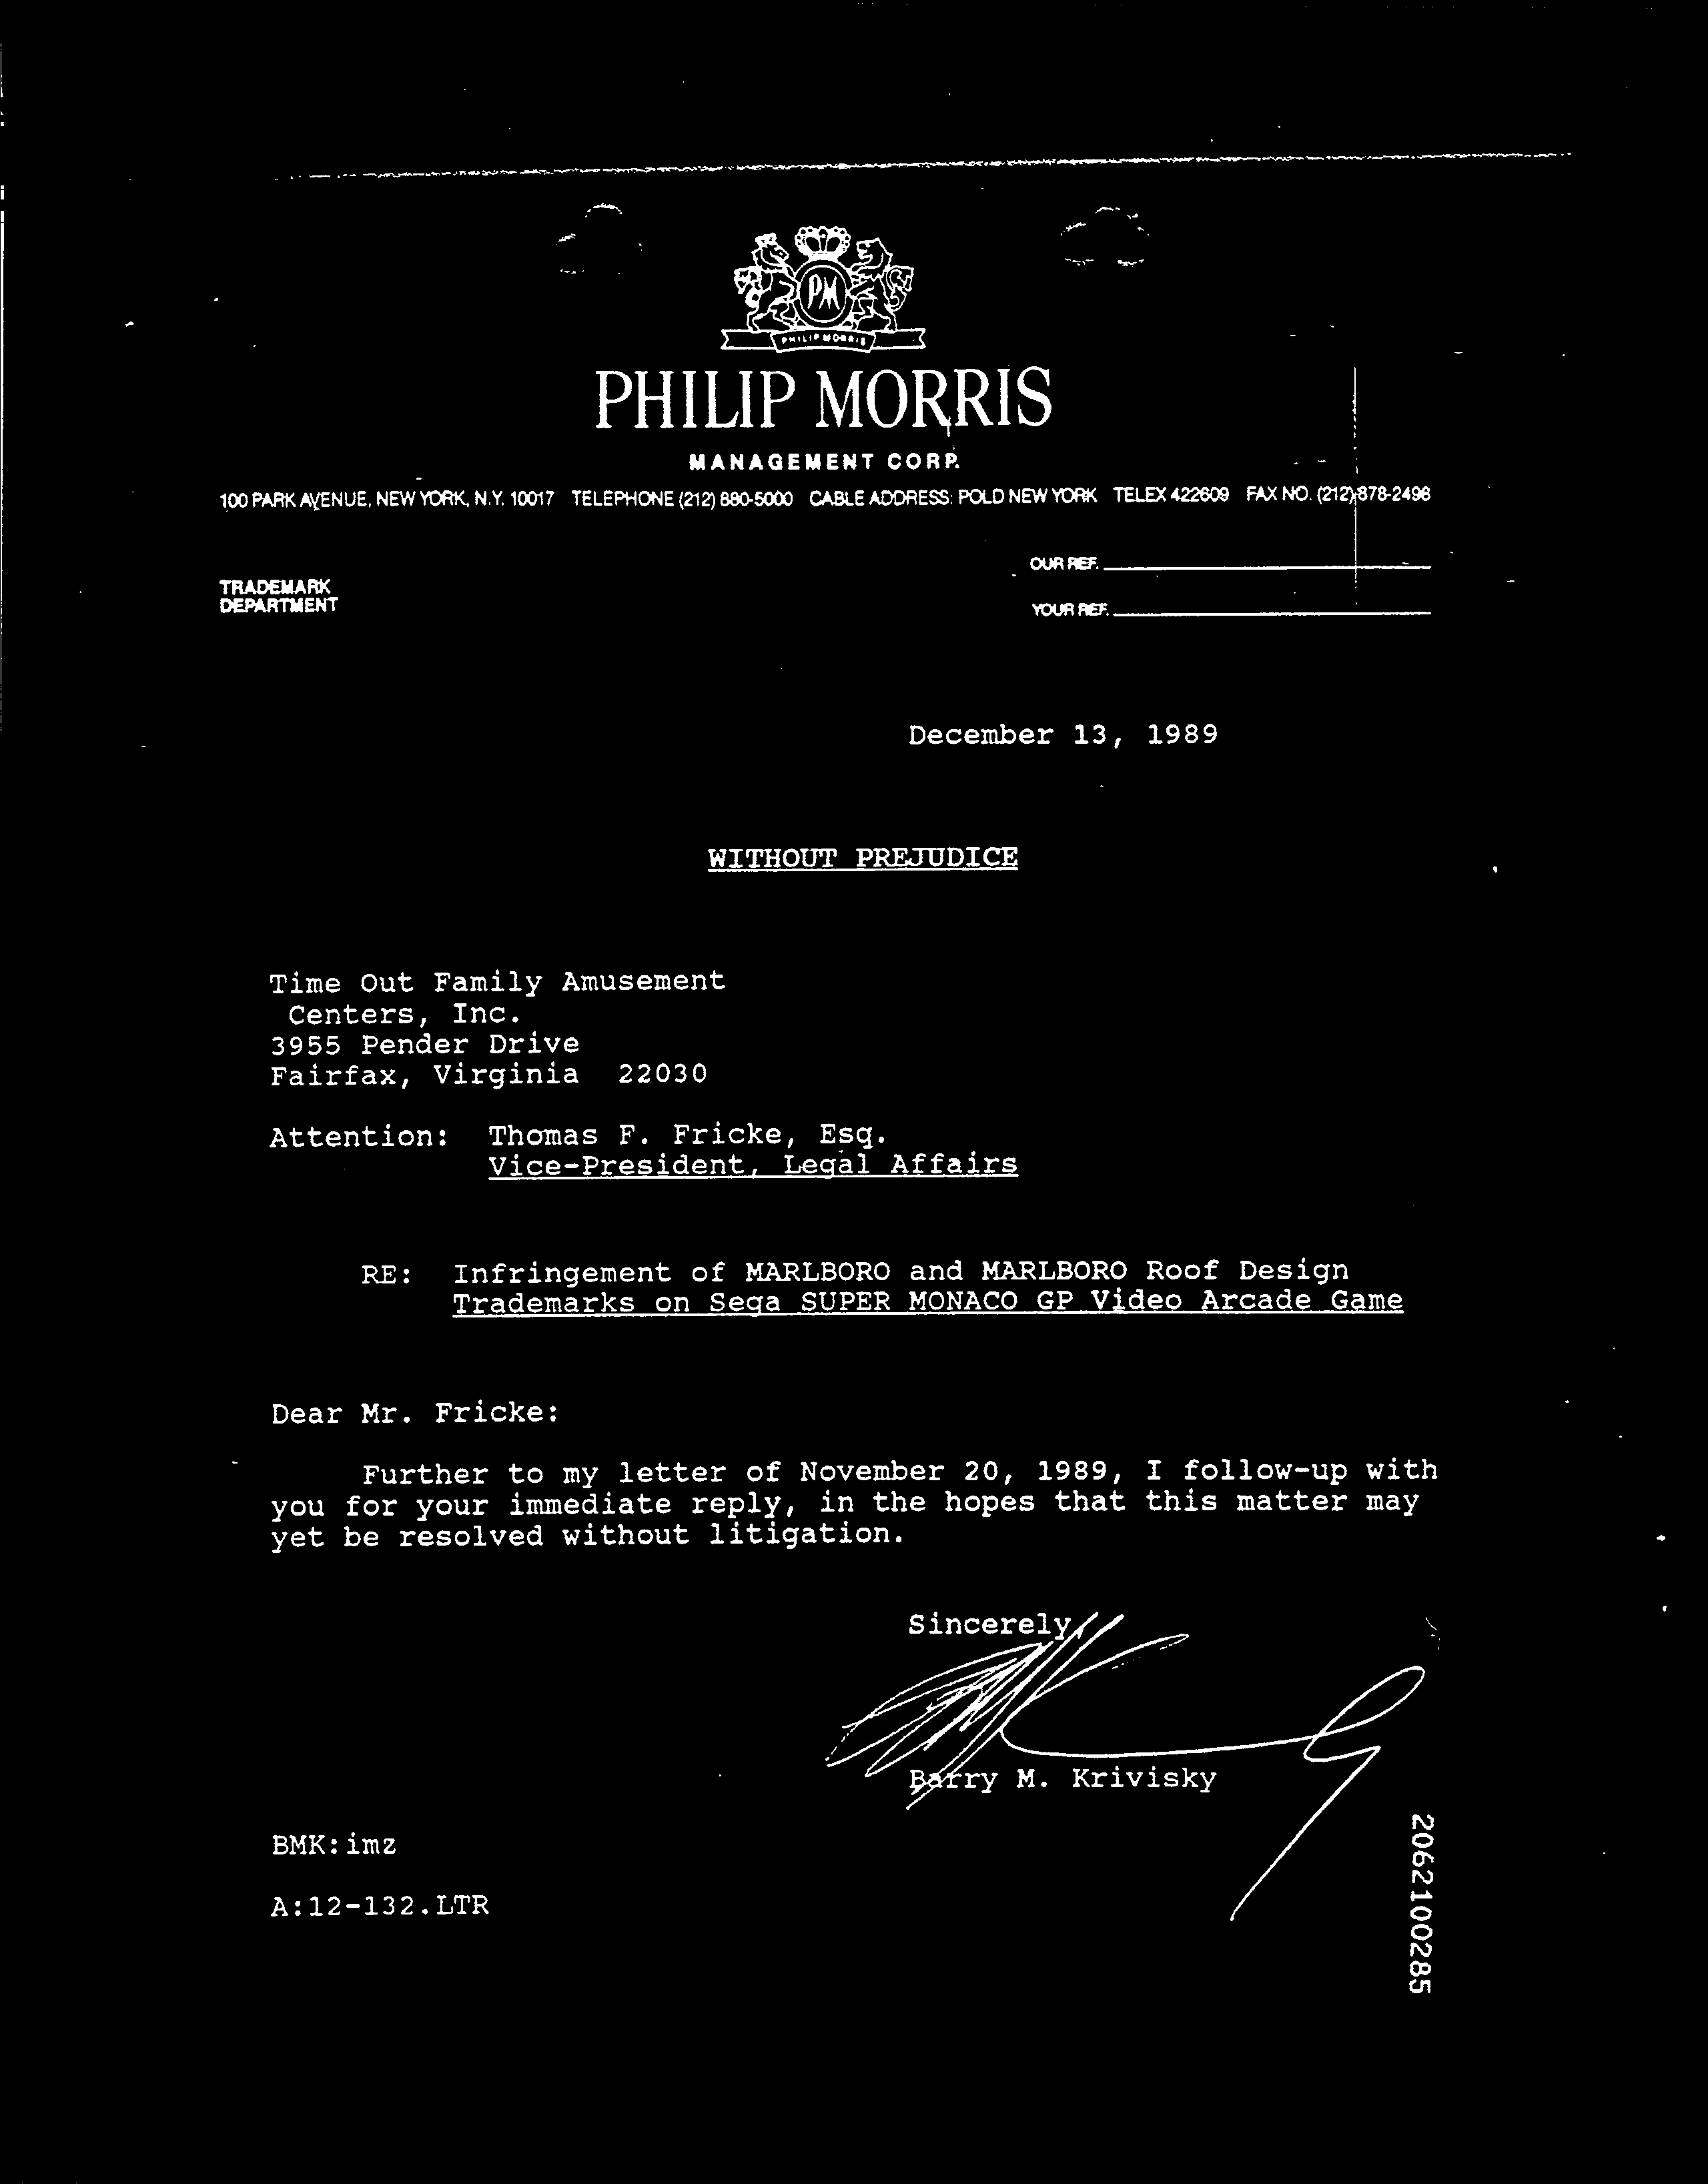 PM
PHILIP MORRIS
PHILIP MORRIS
MANAGEMENT CORP.
100 PARK AVENUE, NEW YORK, N.Y. 10017 TELEPHONE (212) 880-5000 CABLE ADDRESS: POLD NEW YORK TELEX 422609 FAX NO. (212) 878-2498
OUR REF.
TRADEMARK
DEPARTMENT
YOUR REF.
December 13, 1989
WITHOUT PREJUDICE
Time Out Family Amusement
Centers, Inc.
3955 Pender Drive
Fairfax, Virginia 22030
Attention: Thomas F. Fricke, Esq.
Vice-President, Legal Affairs
RE: Infringement of MARLBORO and MARLBORO Roof Design
Trademarks on Sega SUPER MONACO GP Video Arcade Game
Dear Mr. Fricke:
Further to my letter of November 20, 1989, I follow-up with
you for your immediate reply, in the hopes that this matter may
yet be resolved without litigation.
Sincerely,
Barry M. Krivisky
BMK:imz
A:12-132.LTR
2062100285